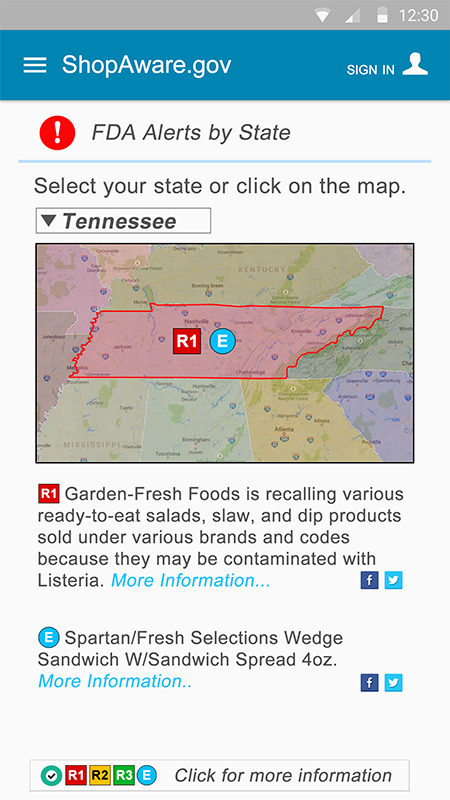 12:30
ShopAware.gov
SIGN IN
!
FDA Alerts by State
Select your state or click on the map.
Tennessee
KENTUCKY
Bowling Green
Nashville
Knoxville
Jackson
R1 E
Memphis
Chattanooga
Huntsville
Atlanta
Birmingham
MISSISSIPPI
Tuscaloosa
Augusta
R1 Garden-Fresh Foods is recalling various
ready-to-eat salads, slaw, and dip products
sold under various brands and codes
because they may be contaminated with
Listeria. More Information...
E Spartan/Fresh Selections Wedge
Sandwich W/Sandwich Spread 4oz.
More Information..
R1 R2 R3 E Click for more information